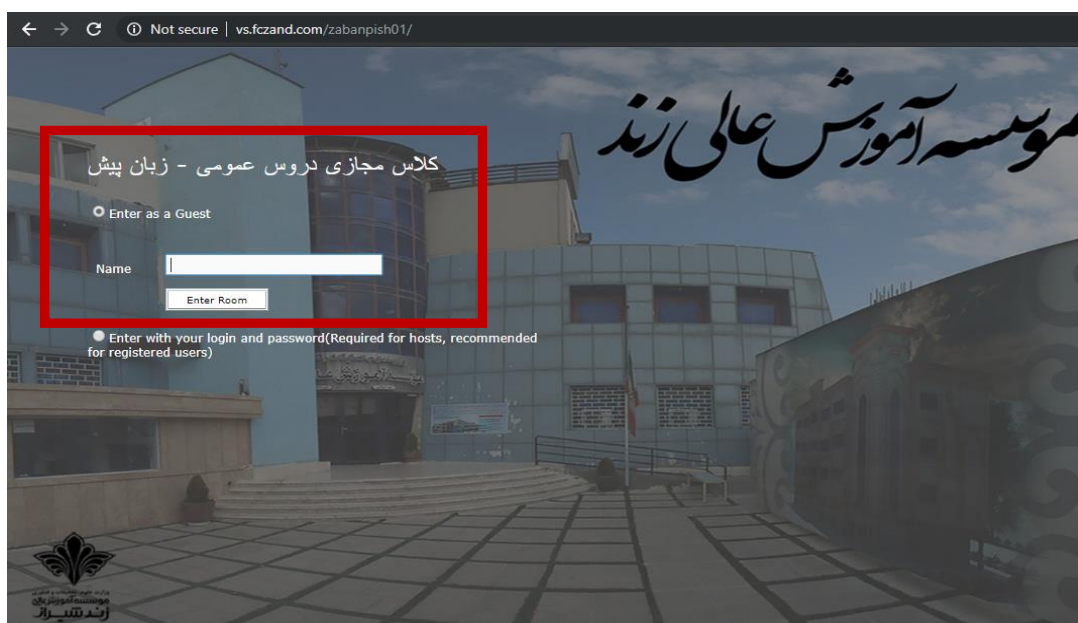 Not secure | vs.fczand.com/zabanpish01/
موسسه آموزش عالی زند
کلاس مجازی دروس عمومی - زبان پیش
Enter as a Guest
Name
Enter Room
Enter with your login and password(Required for hosts, recommended
for registered users)
زند شیراز